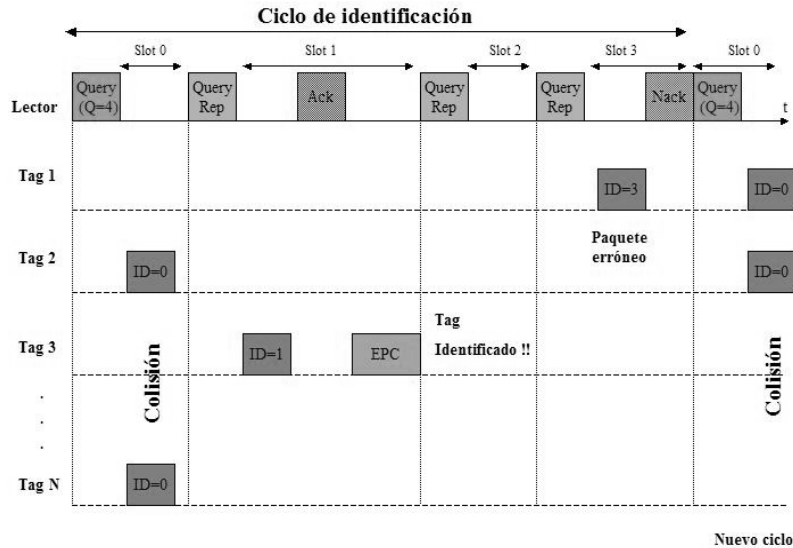 Ciclo de identificación
Slot 0
Slot 1
Slot 2
Slot 3
Slot 0
Lector
Query
(Q=4)
Query
Rep
Ack
Query
Rep
Query
Rep
Nack
Query
(Q=4)
t
Tag 1
ID=3
ID=0
Paquete
erróneo
Tag 2
ID=0
ID=0
Tag 3
ID=1
EPC
Tag
Identificado !!
Colisión
Colisión
.
.
.
Tag N
ID=0
Nuevo ciclo